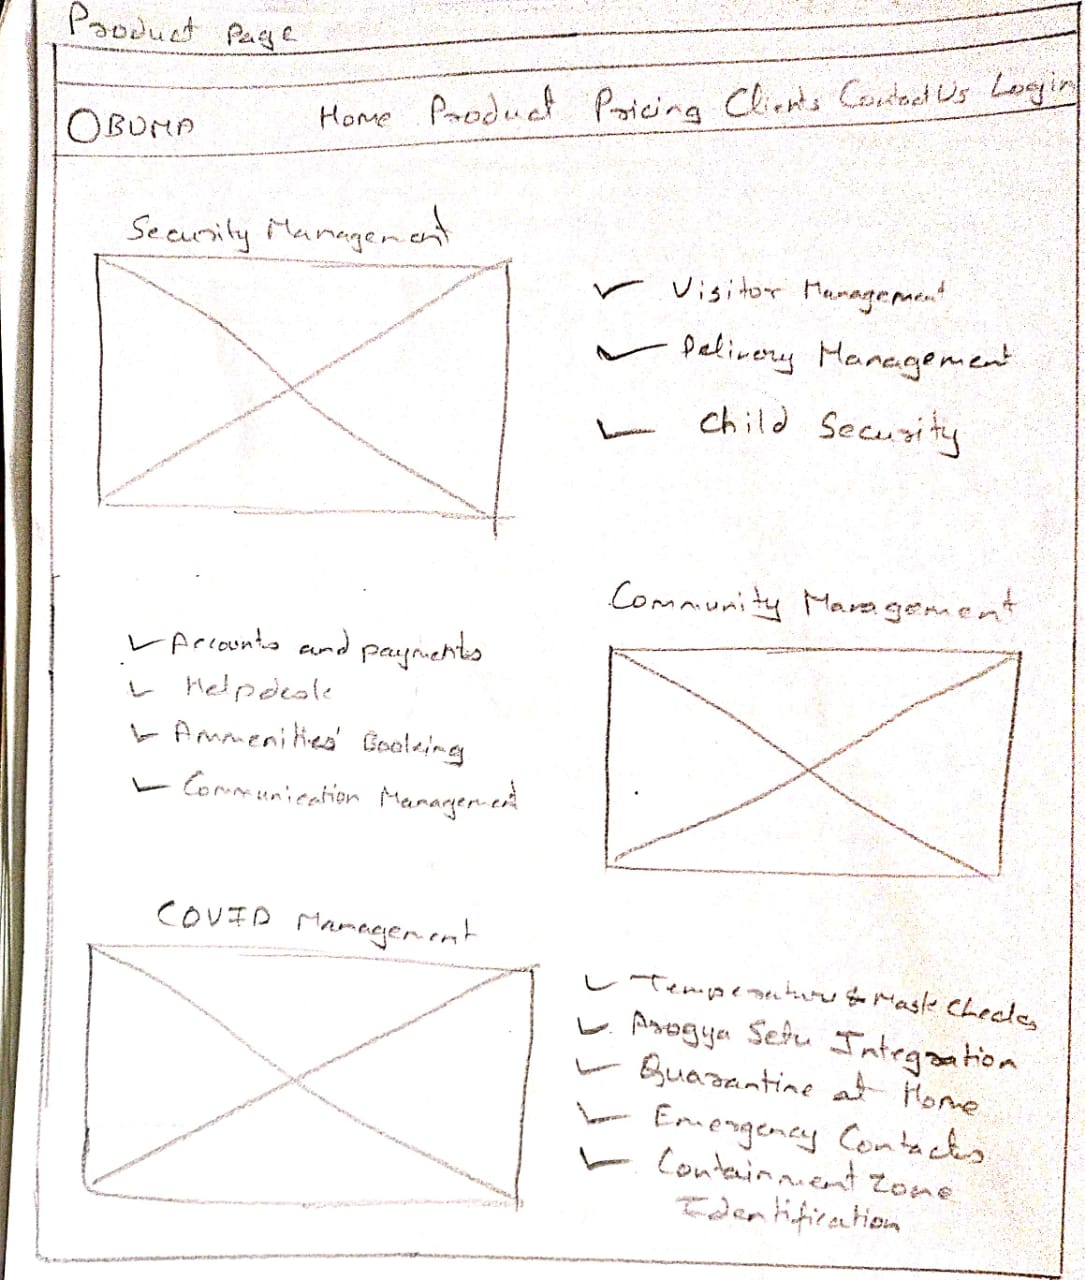 Product Page
OBUMA
Home Product Pricing Clients Contact Us Login
Security Management
Visitor Management
Delivery Management
Child Security
Community Management
Accounts and payments
Helpdesk
Ammenities' Booking
Communication Management
COVID Management
Temperature & Mask Checks
Arogya Setu Integration
Quarantine at Home
Emergency Contacts
Containment Zone
Identification